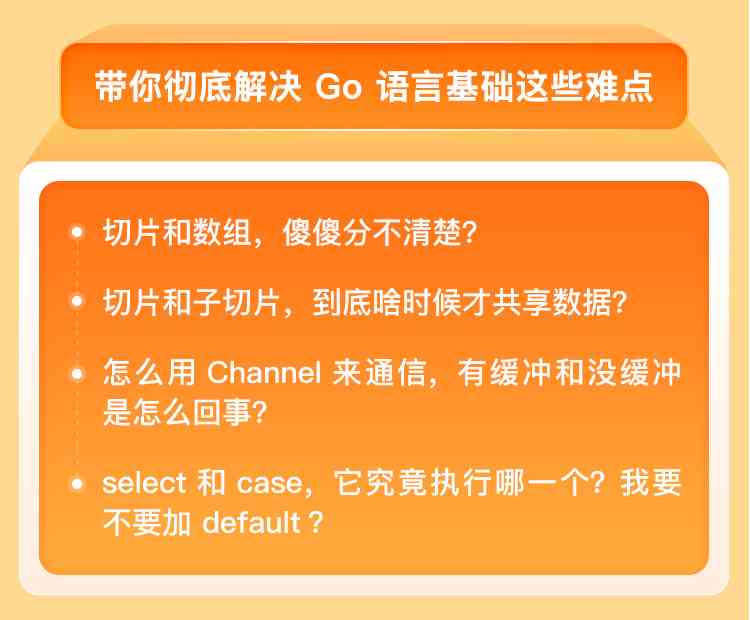 带你彻底解决 Go 语言基础这些难点
切片和数组，傻傻分不清楚？
切片和子切片，到底啥时候才共享数据？
怎么用 Channel 来通信，有缓冲和没缓冲
是怎么回事？
select 和 case，它究竟执行哪一个？我要
不要加 default？